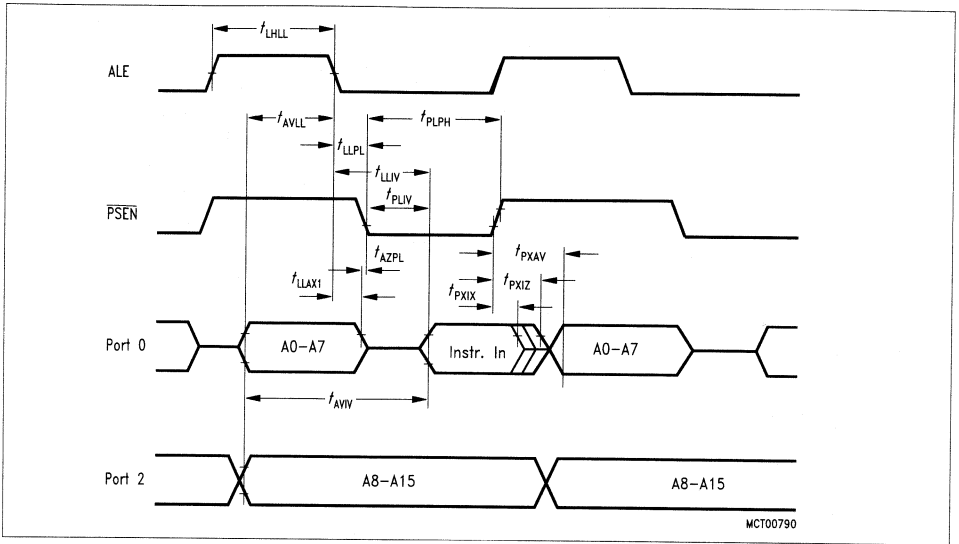 tLHLL
ALE
tAVLL
tPLPH
tLLPL
tLLIV
tPLIV
PSEN
tAZPL
tPXAV
tLLAX1
tPXIZ
tPXIX
Port 0
A0-A7
Instr. In
A0-A7
tAVIV
Port 2
A8-A15
A8-A15
MCT00790